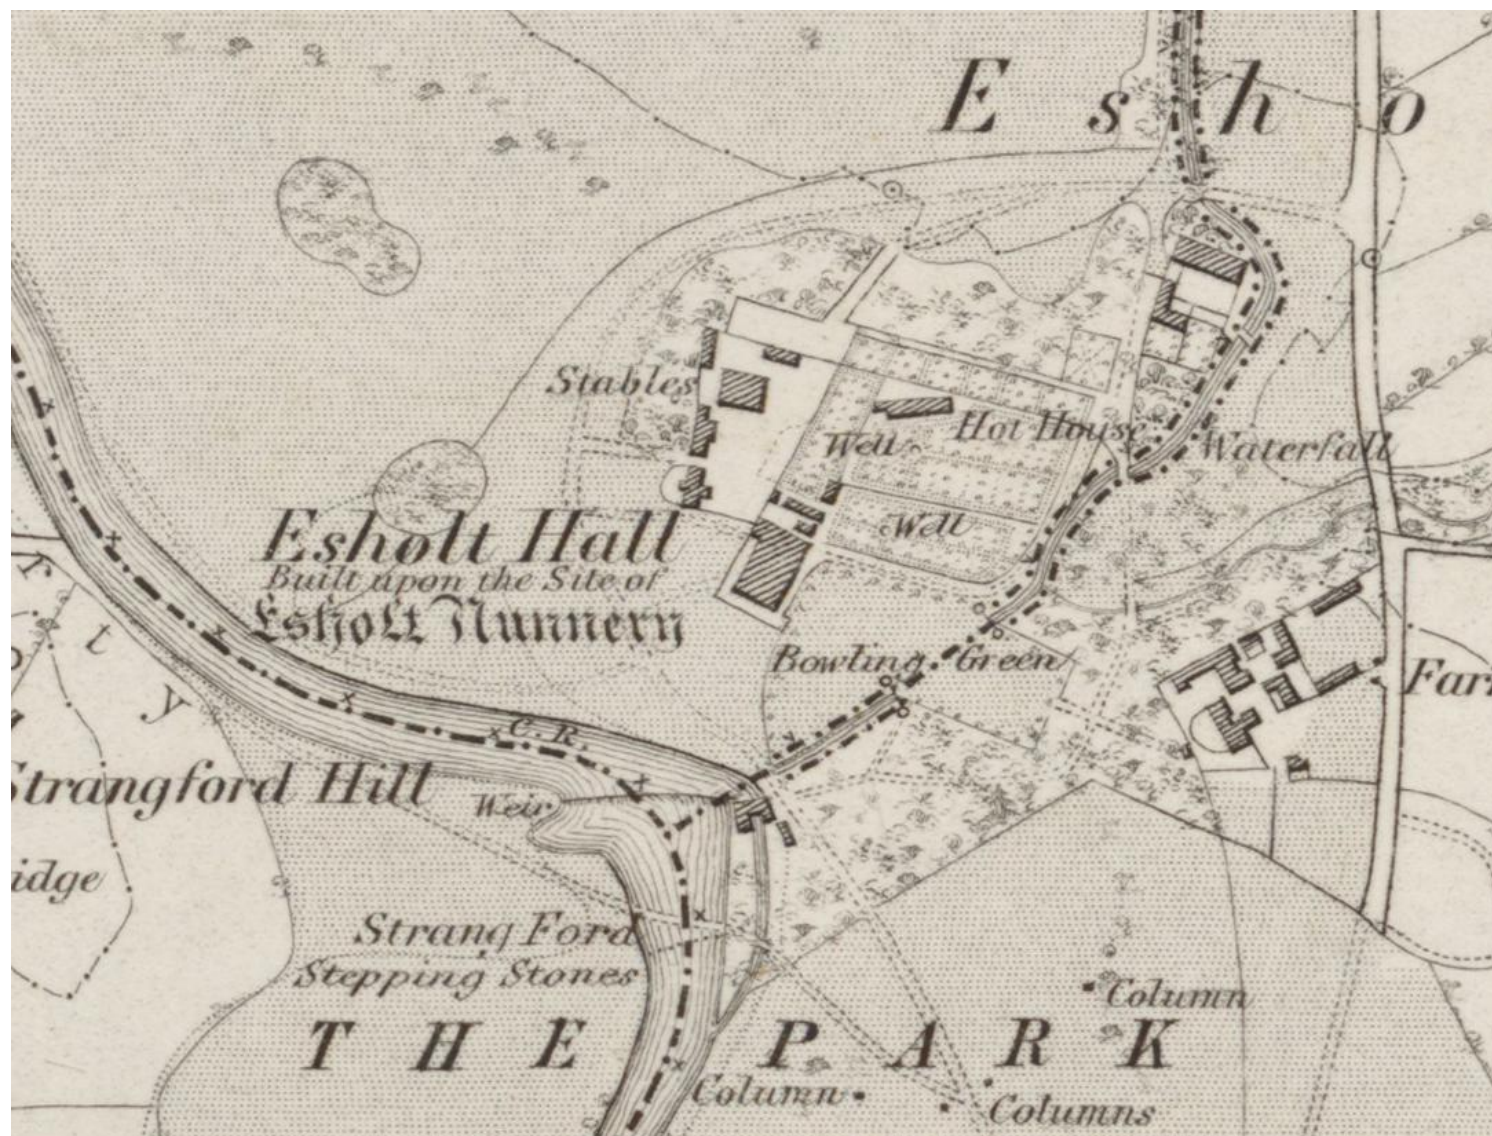 Esho
Stables
Well
Hot House
Waterfall
Well
Esholt Hall
Built upon the Site of
Esholt Nunnery
r
t
y
Bowling Green
Far
C. R.
Strangford Hill
Weir
idge
Strang Ford
Stepping Stones
Column
THE PARK
Column
Columns